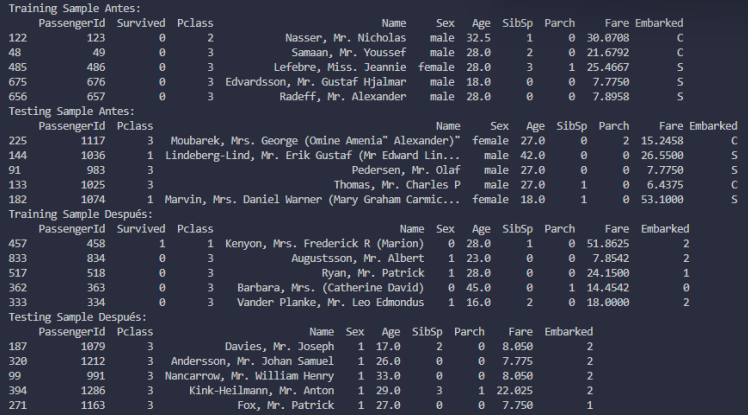 Training Sample Antes:
PassengerId Survived Pclass Name Sex Age SibSp Parch Fare Embarked
122 123 0 2 Nasser, Mr. Nicholas male 32.5 1 0 30.0708 C
48 49 0 3 Samaan, Mr. Youssef male 28.0 2 0 21.6792 C
485 486 0 3 Lefebre, Miss. Jeannie female 28.0 3 1 25.4667 S
675 676 0 3 Edvardsson, Mr. Gustaf Hjalmar male 18.0 0 0 7.7750 S
656 657 0 3 Radeff, Mr. Alexander male 28.0 0 0 7.8958 S
Testing Sample Antes:
PassengerId Pclass Name Sex Age SibSp Parch Fare Embarked
225 1117 3 Moubarek, Mrs. George (Omine Amenia" Alexander)" female 27.0 0 2 15.2458 C
144 1036 1 Lindeberg-Lind, Mr. Erik Gustaf (Mr Edward Lin... male 42.0 0 0 26.5500 S
91 983 3 Pedersen, Mr. Olaf male 27.0 0 0 7.7750 S
133 1025 3 Thomas, Mr. Charles P male 27.0 1 0 6.4375 C
182 1074 1 Marvin, Mrs. Daniel Warner (Mary Graham Carmic... female 18.0 1 0 53.1000 S
Training Sample Después:
PassengerId Survived Pclass Name Sex Age SibSp Parch Fare Embarked
457 458 1 1 Kenyon, Mrs. Frederick R (Marion) 0 28.0 1 0 51.8625 2
833 834 0 3 Augustsson, Mr. Albert 1 23.0 0 0 7.8542 2
517 518 0 3 Ryan, Mr. Patrick 1 28.0 0 0 24.1500 1
362 363 0 3 Barbara, Mrs. (Catherine David) 0 45.0 0 1 14.4542 0
333 334 0 3 Vander Planke, Mr. Leo Edmondus 1 16.0 2 0 18.0000 2
Testing Sample Después:
PassengerId Pclass Name Sex Age SibSp Parch Fare Embarked
187 1079 3 Davies, Mr. Joseph 1 17.0 2 0 8.050 2
320 1212 3 Andersson, Mr. Johan Samuel 1 26.0 0 0 7.775 2
99 991 3 Nancarrow, Mr. William Henry 1 33.0 0 0 8.050 2
394 1286 3 Kink-Heilmann, Mr. Anton 1 29.0 3 1 22.025 2
271 1163 3 Fox, Mr. Patrick 1 27.0 0 0 7.750 1